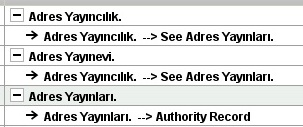 Adres Yayıncılık.
→ Adres Yayıncılık. --> See Adres Yayınları.
Adres Yayınevi.
→ Adres Yayıncılık. --> See Adres Yayınları.
Adres Yayınları.
→ Adres Yayınları. --> Authority Record